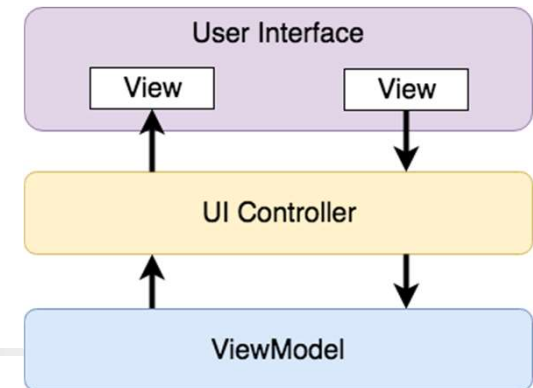 User Interface
View View
UI Controller
ViewModel